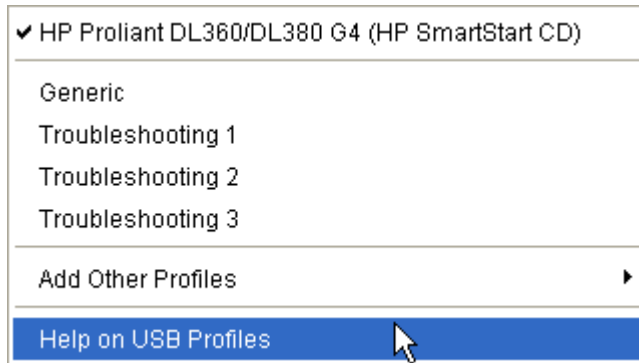 HP Proliant DL360/DL380 G4 (HP SmartStart CD)
Generic
Troubleshooting 1
Troubleshooting 2
Troubleshooting 3
Add Other Profiles
Help on USB Profiles